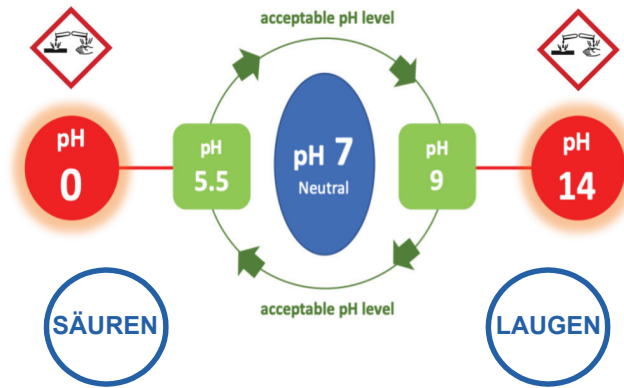 acceptable pH level
pH
0
pH
5.5
pH 7
Neutral
pH
9
pH
14
acceptable pH level
SÄUREN
LAUGEN